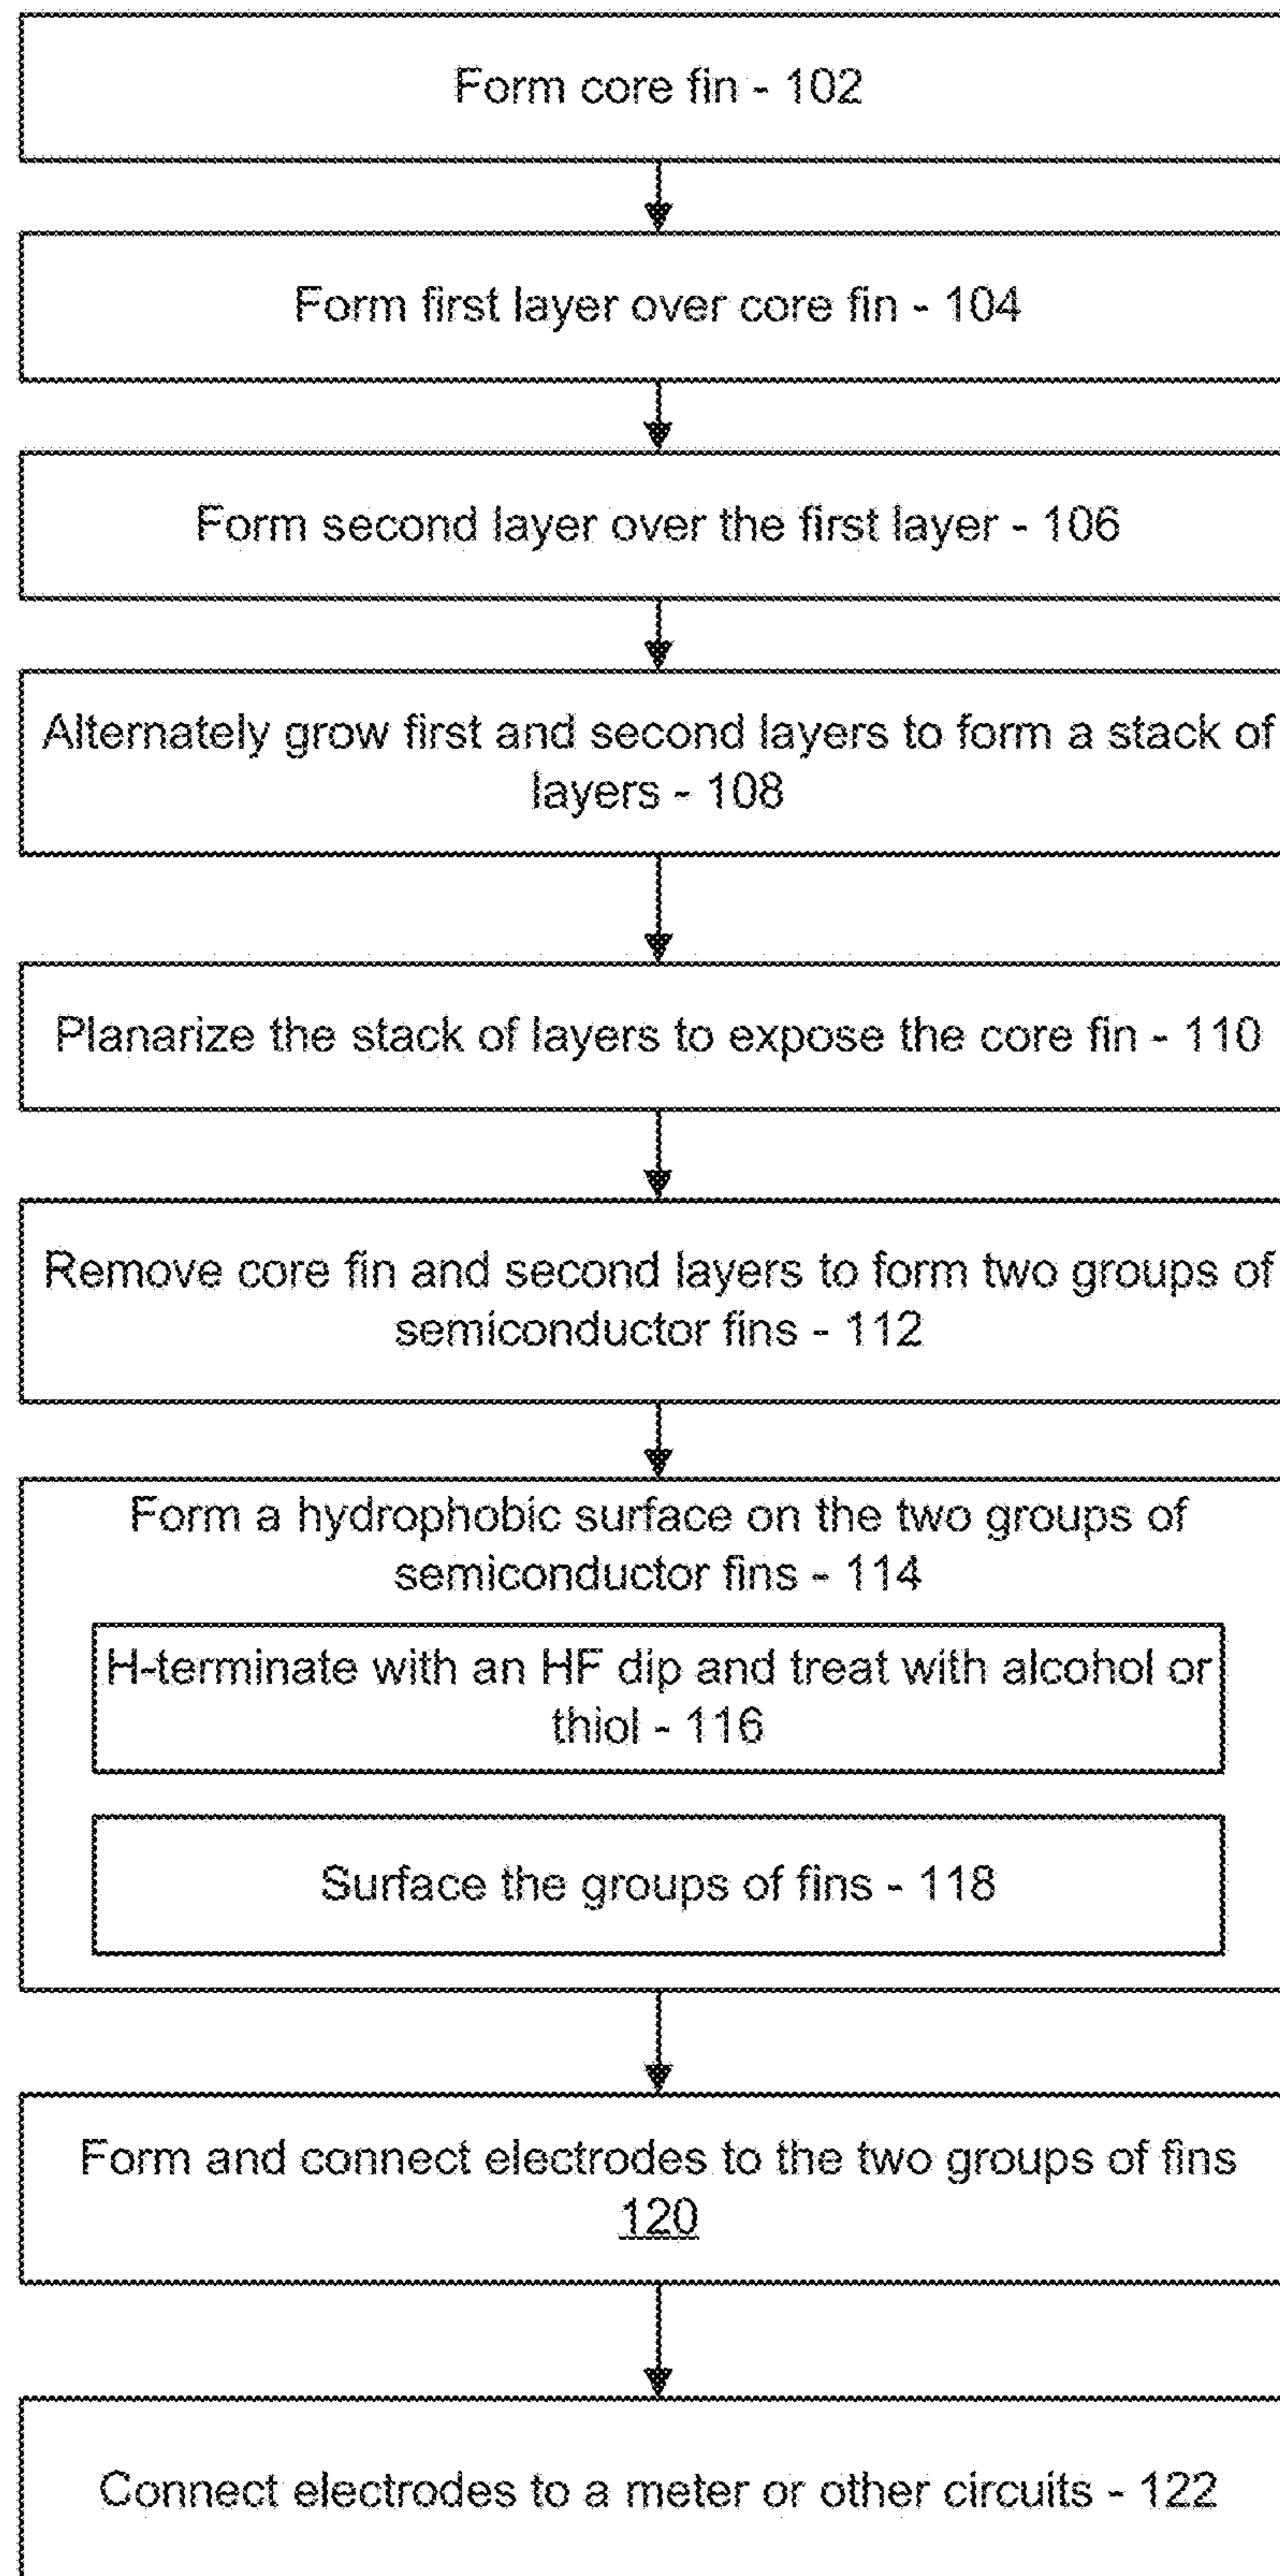 Form core fin - 102
Form first layer over core fin - 104
Form second layer over the first layer - 106
Alternately grow first and second layers to form a stack of
layers - 108
Planarize the stack of layers to expose the core fin - 110
Remove core fin and second layers to form two groups of
semiconductor fins - 112
Form a hydrophobic surface on the two groups of
semiconductor fins - 114
H-terminate with an HF dip and treat with alcohol or
thiol - 116
Surface the groups of fins - 118
Form and connect electrodes to the two groups of fins
120
Connect electrodes to a meter or other circuits - 122